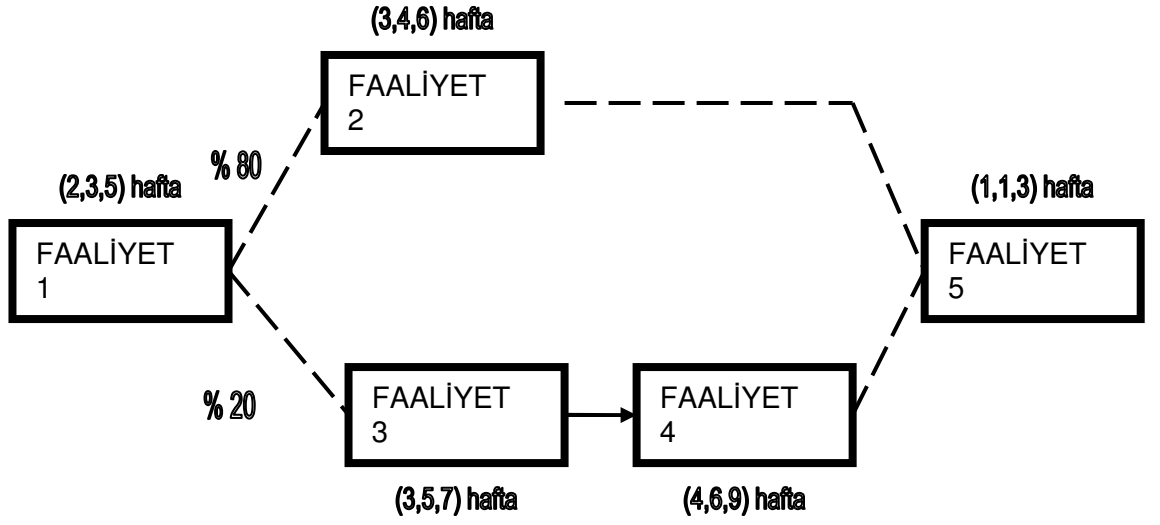 (3,4,6) hafta
FAALİYET
2
% 80
(2,3,5) hafta
FAALİYET
1
(1,1,3) hafta
FAALİYET
5
% 20
FAALİYET
3
(3,5,7) hafta
FAALİYET
4
(4,6,9) hafta